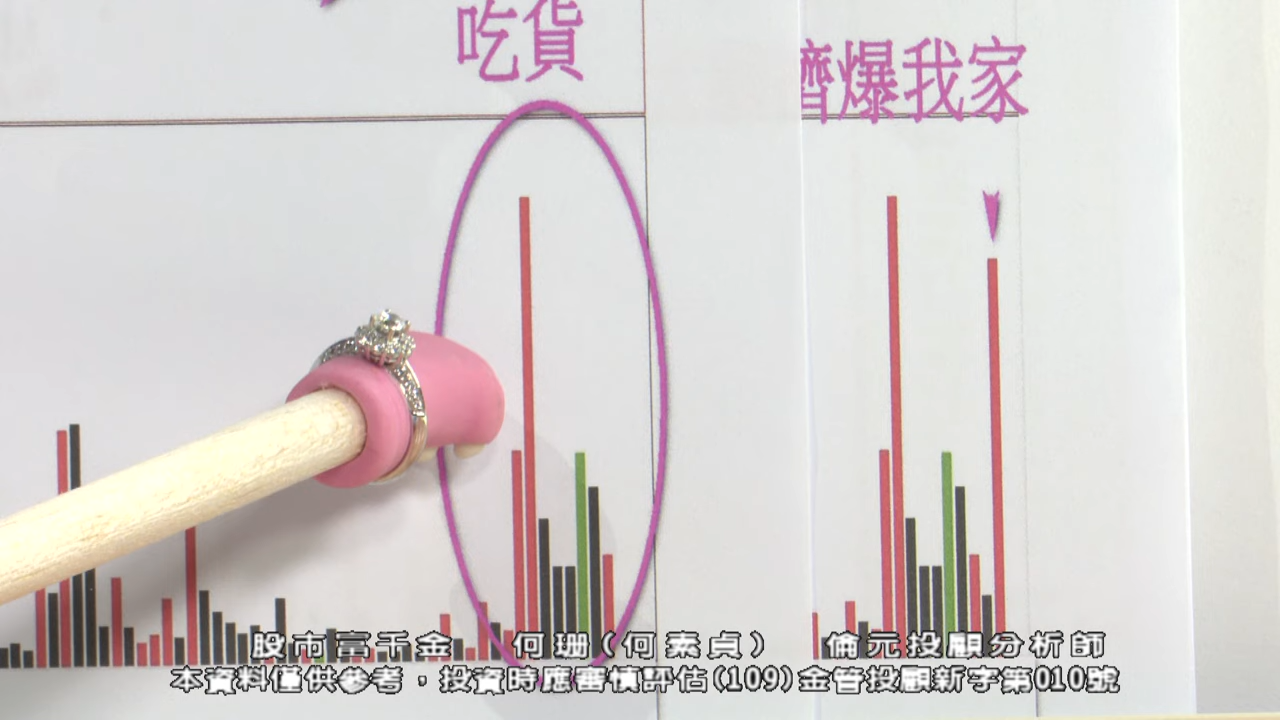 吃貨
擠爆我家
股市富千金 何珊(何素貞) 倫元投顧分析師
本資料僅供參考，投資時應審慎評估(109)金管投顧新字第010號